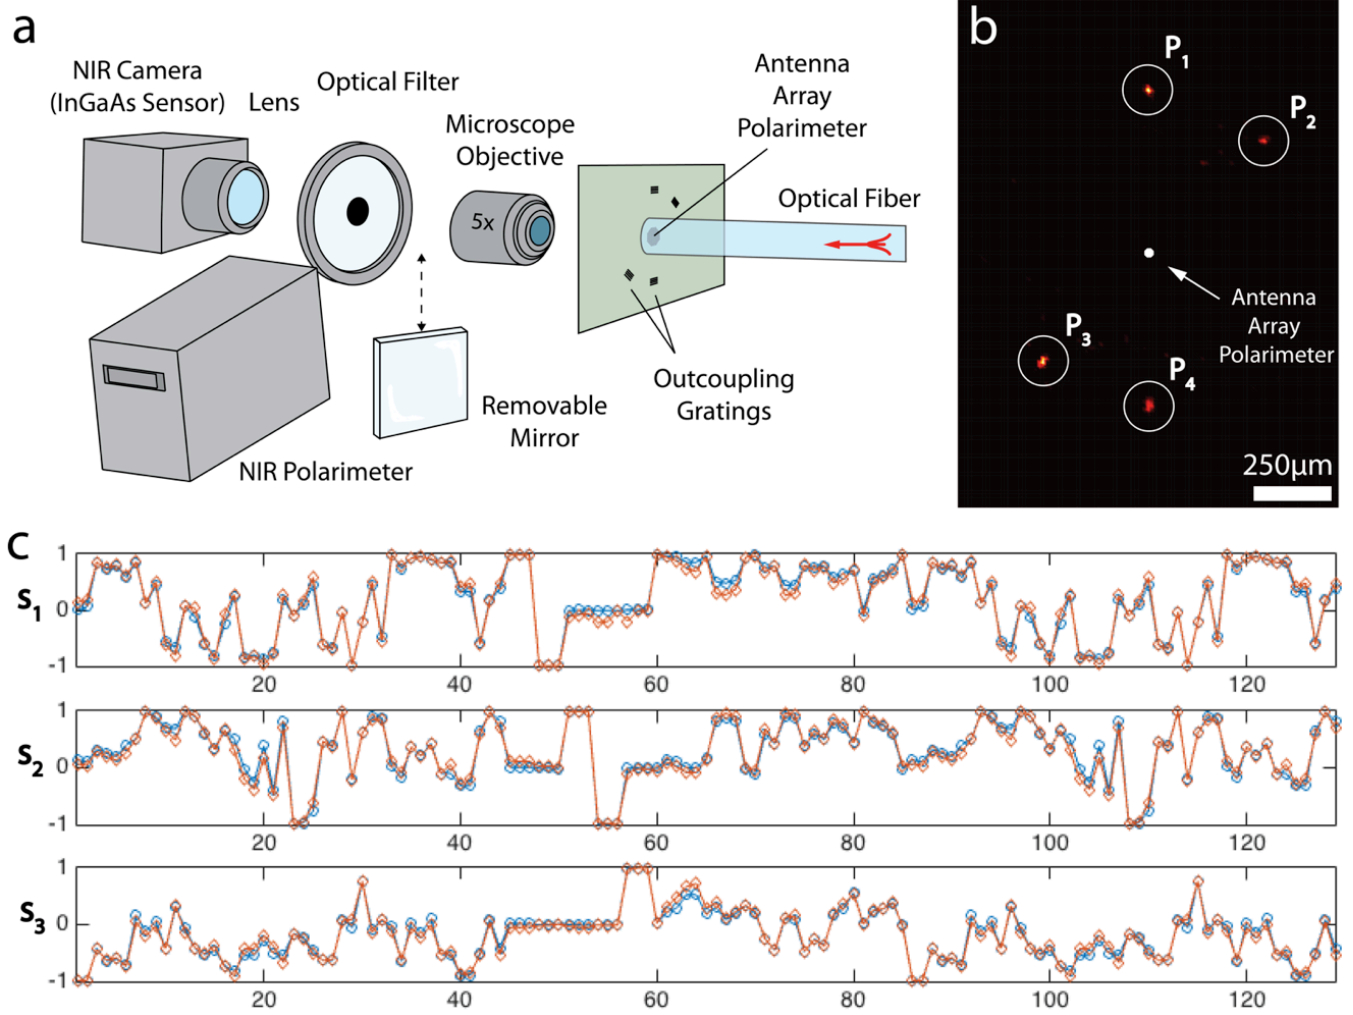 a
NIR Camera
(InGaAs Sensor)
Lens
Optical Filter
Microscope
Objective
5x
Antenna
Array
Polarimeter
Optical Fiber
Outcoupling
Gratings
Removable
Mirror
NIR Polarimeter
b
P1
P2
P3
P4
Antenna
Array
Polarimeter
250μm
C
S1
1
0
-1
20 40 60 80 100 120
S2
1
0
-1
20 40 60 80 100 120
S3
1
0
-1
20 40 60 80 100 120